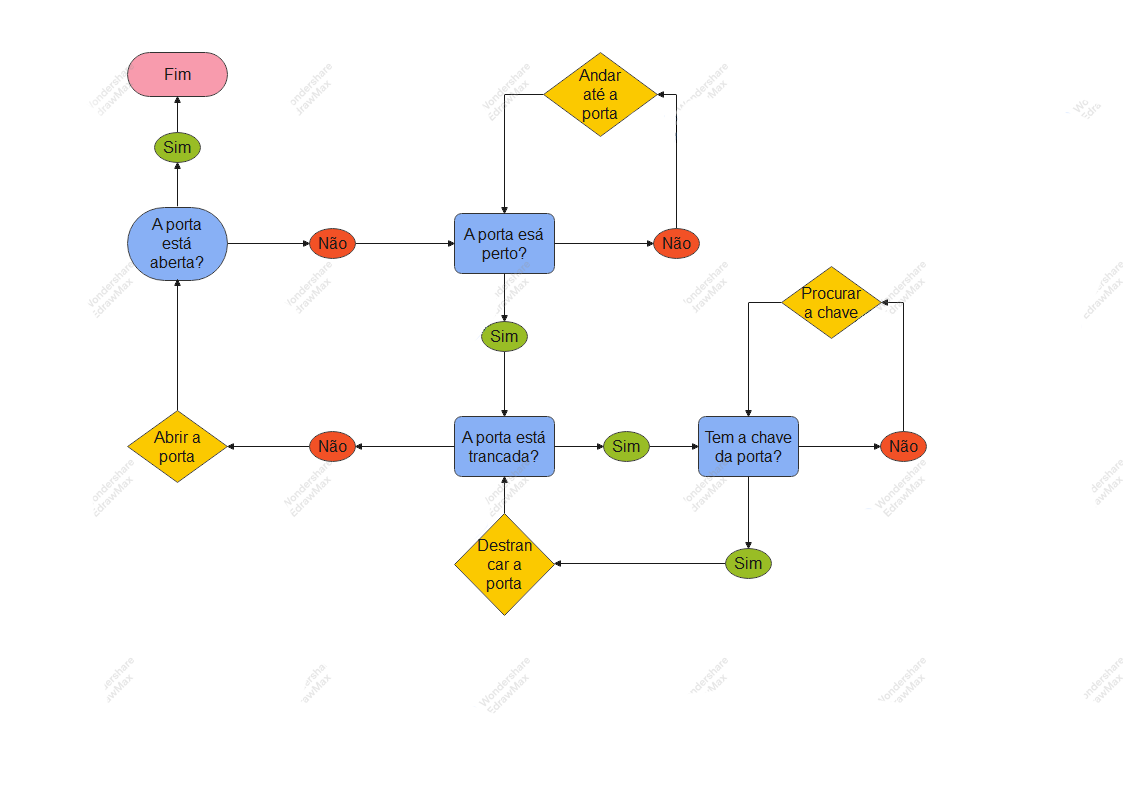 Fim
Sim
A porta
está
aberta?
Não
A porta esá
perto?
Não
Andar
até a
porta
Sim
Procurar
a chave
Abrir a
porta
Não
A porta está
trancada?
Sim
Tem a chave
da porta?
Não
Destran
car a
porta
Sim
Wondershare
EdrawMax